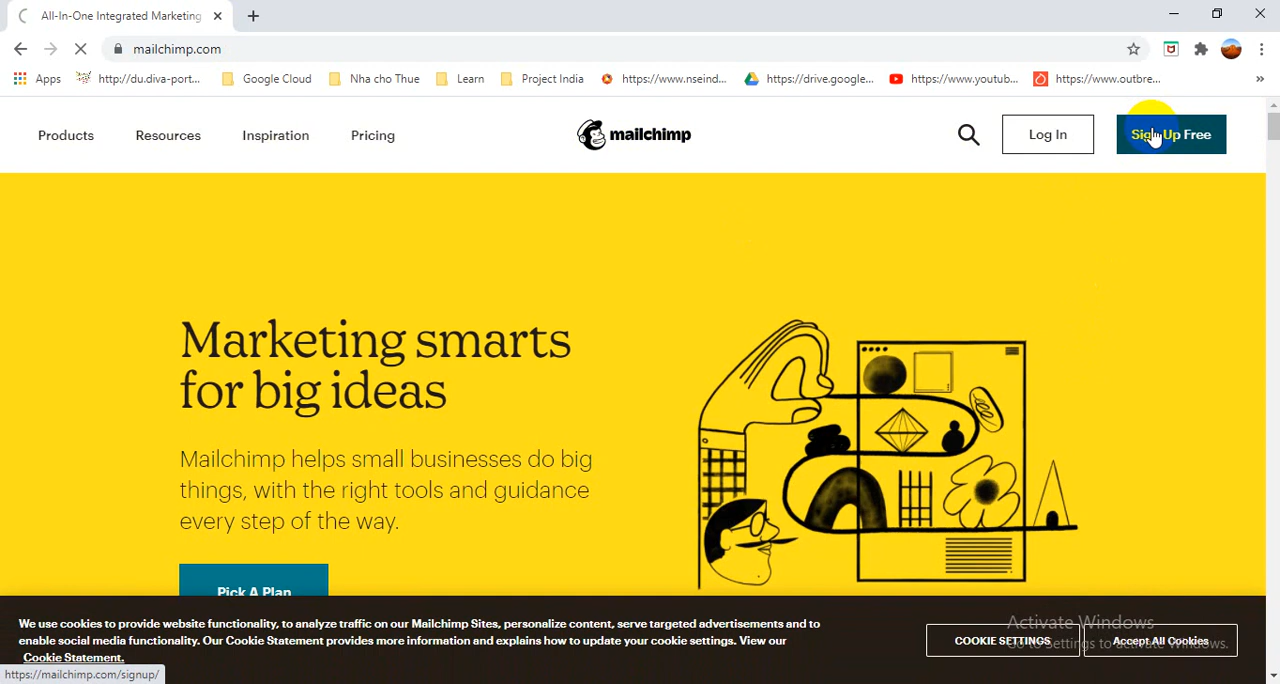 All-In-One Integrated Marketing
mailchimp.com
Apps
http://du.diva-port...
Google Cloud
Nha cho Thue
Learn
Project India
https://www.nseind...
https://drive.google...
https://www.youtub...
https://www.outbre...
»
Products
Resources
Inspiration
Pricing
mailchimp
Log In
Sign Up Free
Marketing smarts
for big ideas
Mailchimp helps small businesses do big
things, with the right tools and guidance
every step of the way.
Pick A Plan
We use cookies to provide website functionality, to analyze traffic on our Mailchimp Sites, personalize content, serve targeted advertisements and to
enable social media functionality. Our Cookie Statement provides more information and explains how to update your cookie settings. View our
Cookie Statement.
COOKIE SETTINGS
Accept All Cookies
Activate Windows
Go to Settings to activate Windows.
https://mailchimp.com/signup/